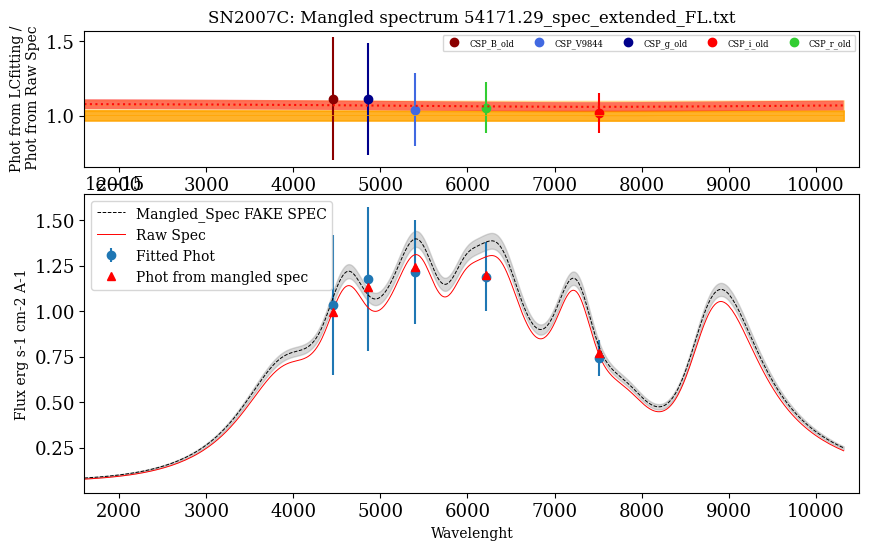 SN2007C: Mangled spectrum 54171.29_spec_extended_FL.txt
Phot from LCfitting /
Phot from Raw Spec
1.5
1.0
CSP_B_old
CSP_V9844
CSP_g_old
CSP_i_old
CSP_r_old
2000 3000 4000 5000 6000 7000 8000 9000 10000
1e−15
Flux erg s-1 cm-2 A-1
1.50
1.25
1.00
0.75
0.50
0.25
Mangled_Spec FAKE SPEC
Raw Spec
Fitted Phot
Phot from mangled spec
2000 3000 4000 5000 6000 7000 8000 9000 10000
Wavelenght